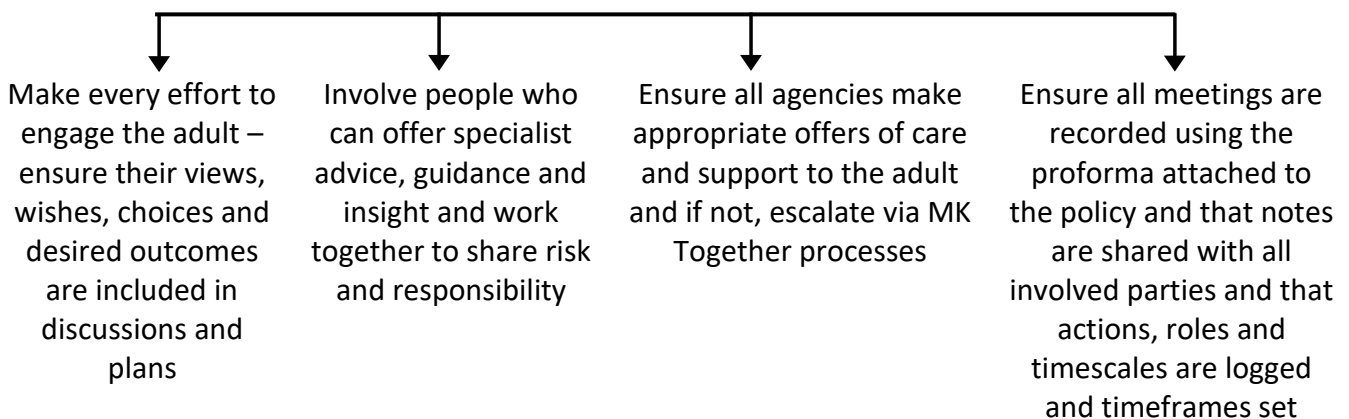 Make every effort to
engage the adult –
ensure their views,
wishes, choices and
desired outcomes
are included in
discussions and
plans
Involve people who
can offer specialist
advice, guidance and
insight and work
together to share risk
and responsibility
Ensure all agencies make
appropriate offers of care
and support to the adult
and if not, escalate via MK
Together processes
Ensure all meetings are
recorded using the
proforma attached to
the policy and that notes
are shared with all
involved parties and that
actions, roles and
timescales are logged
and timeframes set